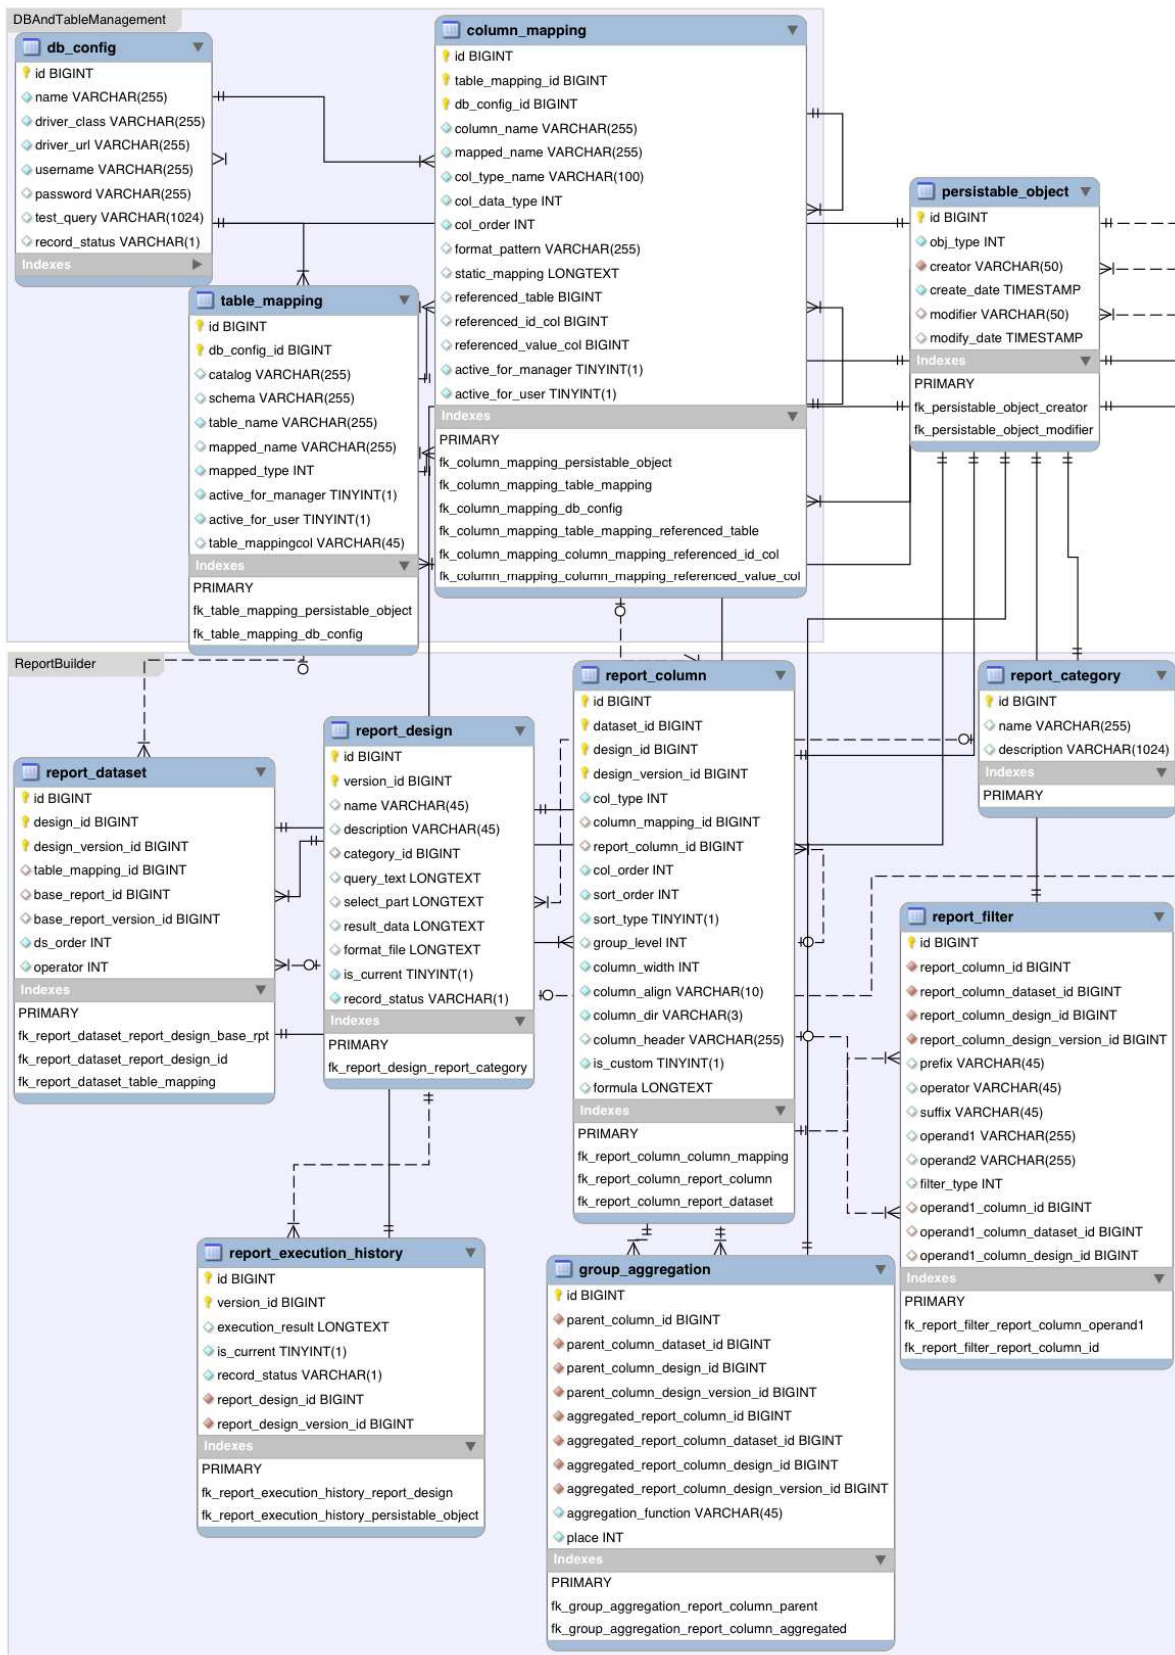 DBAndTableManagement
db_config
id BIGINT
name VARCHAR(255)
driver_class VARCHAR(255)
driver_url VARCHAR(255)
username VARCHAR(255)
password VARCHAR(255)
test_query VARCHAR(1024)
record_status VARCHAR(1)
Indexes
column_mapping
id BIGINT
table_mapping_id BIGINT
db_config_id BIGINT
column_name VARCHAR(255)
mapped_name VARCHAR(255)
col_type_name VARCHAR(100)
col_data_type INT
col_order INT
format_pattern VARCHAR(255)
static_mapping LONGTEXT
referenced_table BIGINT
referenced_id_col BIGINT
referenced_value_col BIGINT
active_for_manager TINYINT(1)
active_for_user TINYINT(1)
Indexes
PRIMARY
fk_column_mapping_persistable_object
fk_column_mapping_table_mapping
fk_column_mapping_db_config
fk_column_mapping_table_mapping_referenced_table
fk_column_mapping_column_mapping_referenced_id_col
fk_column_mapping_column_mapping_referenced_value_col
persistable_object
id BIGINT
obj_type INT
creator VARCHAR(50)
create_date TIMESTAMP
modifier VARCHAR(50)
modify_date TIMESTAMP
Indexes
PRIMARY
fk_persistable_object_creator
fk_persistable_object_modifier
table_mapping
id BIGINT
db_config_id BIGINT
catalog VARCHAR(255)
schema VARCHAR(255)
table_name VARCHAR(255)
mapped_name VARCHAR(255)
mapped_type INT
active_for_manager TINYINT(1)
active_for_user TINYINT(1)
table_mappingcol VARCHAR(45)
Indexes
PRIMARY
fk_table_mapping_persistable_object
fk_table_mapping_db_config
ReportBuilder
report_dataset
id BIGINT
design_id BIGINT
design_version_id BIGINT
table_mapping_id BIGINT
base_report_id BIGINT
base_report_version_id BIGINT
ds_order INT
operator INT
Indexes
PRIMARY
fk_report_dataset_report_design_base_rpt
fk_report_dataset_report_design_id
fk_report_dataset_table_mapping
report_design
id BIGINT
version_id BIGINT
name VARCHAR(45)
description VARCHAR(45)
category_id BIGINT
query_text LONGTEXT
select_part LONGTEXT
result_data LONGTEXT
format_file LONGTEXT
is_current TINYINT(1)
record_status VARCHAR(1)
Indexes
PRIMARY
fk_report_design_report_category
report_column
id BIGINT
dataset_id BIGINT
design_id BIGINT
design_version_id BIGINT
col_type INT
column_mapping_id BIGINT
report_column_id BIGINT
col_order INT
sort_order INT
sort_type TINYINT(1)
group_level INT
column_width INT
column_align VARCHAR(10)
column_dir VARCHAR(3)
column_header VARCHAR(255)
is_custom TINYINT(1)
formula LONGTEXT
Indexes
PRIMARY
fk_report_column_column_mapping
fk_report_column_report_column
fk_report_column_report_dataset
report_category
id BIGINT
name VARCHAR(255)
description VARCHAR(1024)
Indexes
PRIMARY
report_filter
id BIGINT
report_column_id BIGINT
report_column_dataset_id BIGINT
report_column_design_id BIGINT
report_column_design_version_id BIGINT
prefix VARCHAR(45)
operator VARCHAR(45)
suffix VARCHAR(45)
operand1 VARCHAR(255)
operand2 VARCHAR(255)
filter_type INT
operand1_column_id BIGINT
operand1_column_dataset_id BIGINT
operand1_column_design_id BIGINT
Indexes
PRIMARY
fk_report_filter_report_column_operand1
fk_report_filter_report_column_id
report_execution_history
id BIGINT
version_id BIGINT
execution_result LONGTEXT
is_current TINYINT(1)
record_status VARCHAR(1)
report_design_id BIGINT
report_design_version_id BIGINT
Indexes
PRIMARY
fk_report_execution_history_report_design
fk_report_execution_history_persistable_object
group_aggregation
id BIGINT
parent_column_id BIGINT
parent_column_dataset_id BIGINT
parent_column_design_id BIGINT
parent_column_design_version_id BIGINT
aggregated_report_column_id BIGINT
aggregated_report_column_dataset_id BIGINT
aggregated_report_column_design_id BIGINT
aggregated_report_column_design_version_id BIGINT
aggregation_function VARCHAR(45)
place INT
Indexes
PRIMARY
fk_group_aggregation_report_column_parent
fk_group_aggregation_report_column_aggregated